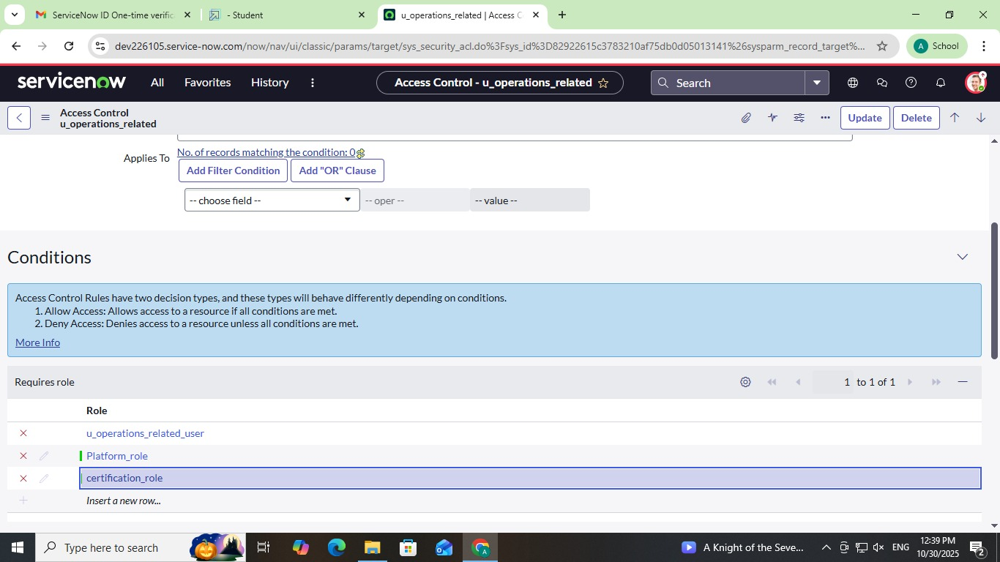 ServiceNow ID One-time verific
- Student
u_operations_related | Access C
dev226105.service-now.com/now/nav/ui/classic/params/target/sys_security_acl.do%3Fsys_id%3D82922615c3783210af75db0d05013141%26sysparm_record_target%...
A School
servicenow All Favorites History Access Control - u_operations_related Search
Access Control
u_operations_related
Update Delete
Applies To No. of records matching the condition: 0
Add Filter Condition Add "OR" Clause
-- choose field -- -- oper -- -- value --
Conditions
Access Control Rules have two decision types, and these types will behave differently depending on conditions.
1. Allow Access: Allows access to a resource if all conditions are met.
2. Deny Access: Denies access to a resource unless all conditions are met.
More Info
Requires role 1 to 1 of 1
Role
u_operations_related_user
Platform_role
certification_role
Insert a new row...
Type here to search A Knight of the Seve... ENG 12:39 PM
10/30/2025 2